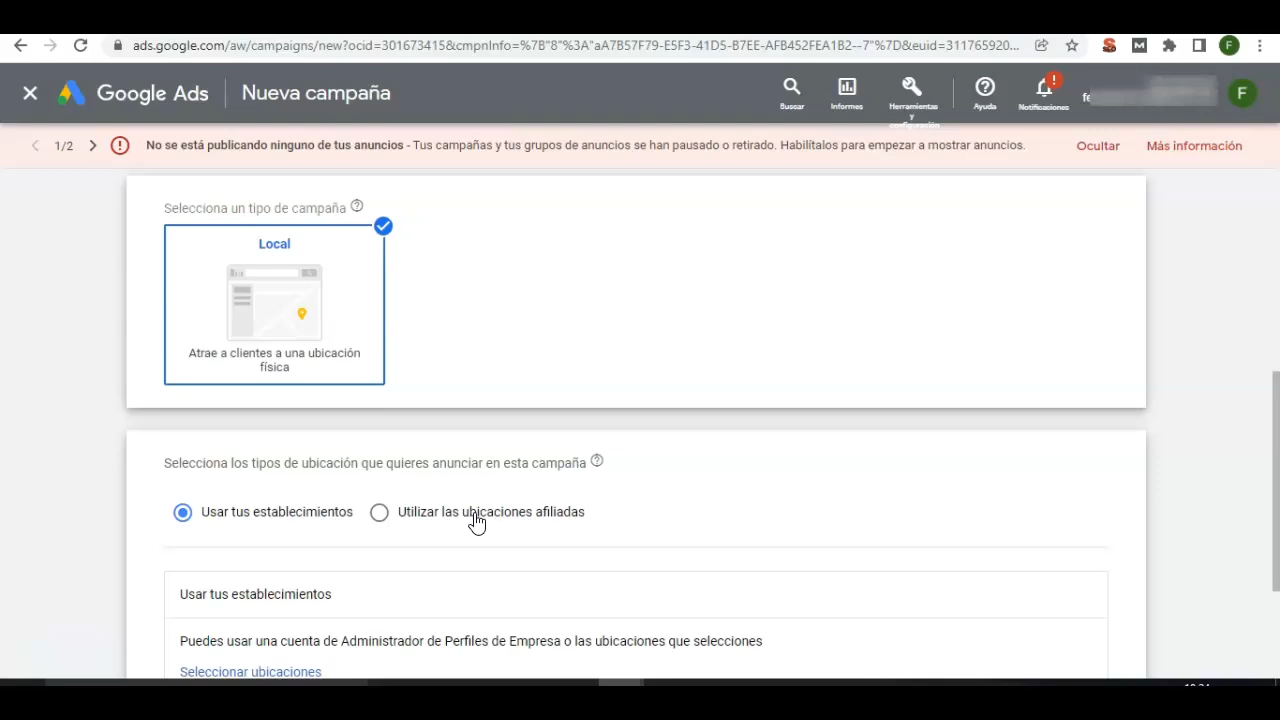 ads.google.com/aw/campaigns/new?ocid=301673415&cmpnInfo=%7B"8"%3A"aA7B57F79-E5F3-41D5-B7EE-AFB452FEA1B2--7"%7D&euid=311765920...
F
Google Ads
Nueva campaña
Buscar
Informes
Herramientas y configuración
Ayuda
Notificaciones
fe
F
1/2
No se está publicando ninguno de tus anuncios - Tus campañas y tus grupos de anuncios se han pausado o retirado. Habilítalos para empezar a mostrar anuncios.
Ocultar
Más información
Selecciona un tipo de campaña
Local
Atrae a clientes a una ubicación
física
Selecciona los tipos de ubicación que quieres anunciar en esta campaña
Usar tus establecimientos
Utilizar las ubicaciones afiliadas
Usar tus establecimientos
Puedes usar una cuenta de Administrador de Perfiles de Empresa o las ubicaciones que selecciones
Seleccionar ubicaciones